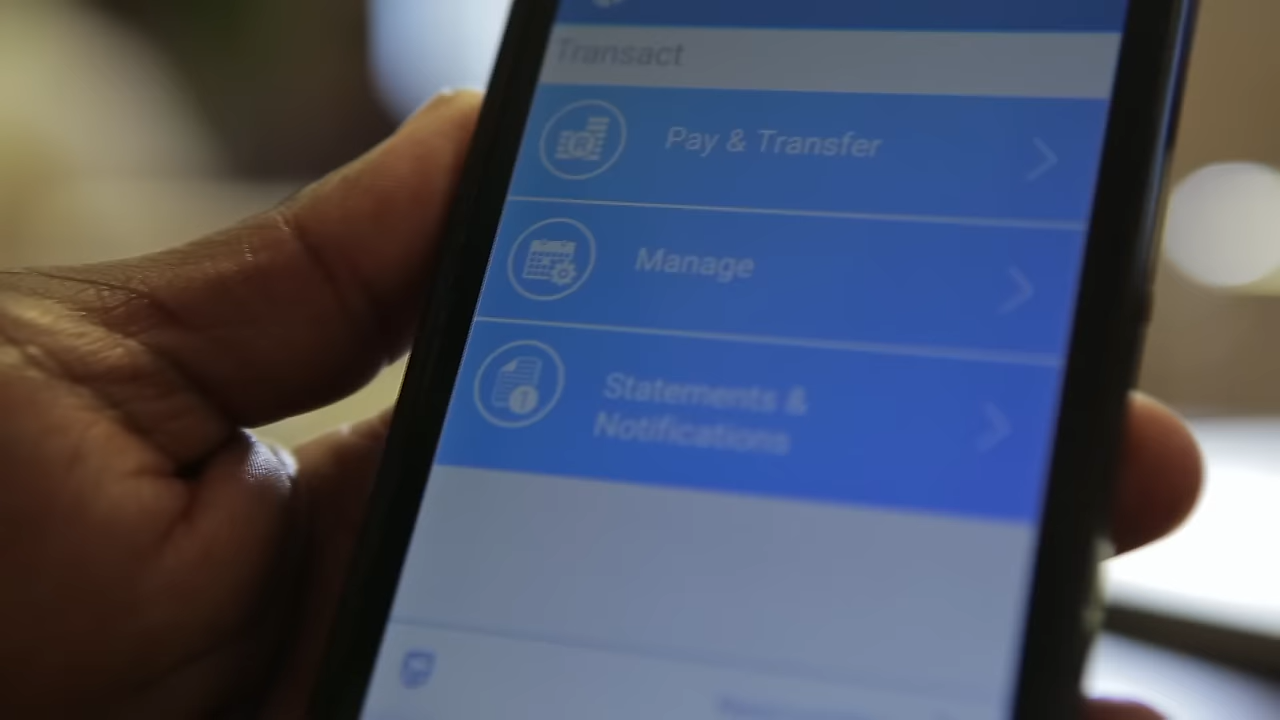 Transact
Pay & Transfer
Manage
Statements &
Notifications